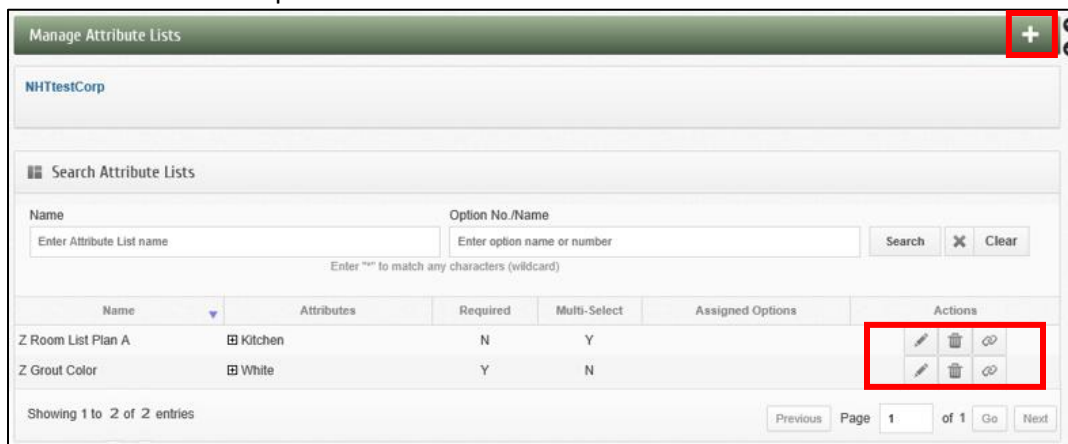 Manage Attribute Lists
NHTtestCorp
Search Attribute Lists
Name Option No./Name
Enter Attribute List name Enter option name or number Search Clear
Enter "*" to match any characters (wildcard)
Name Attributes Required Multi-Select Assigned Options Actions
Z Room List Plan A Kitchen N Y
Z Grout Color White Y N
Showing 1 to 2 of 2 entries Previous Page 1 of 1 Go Next